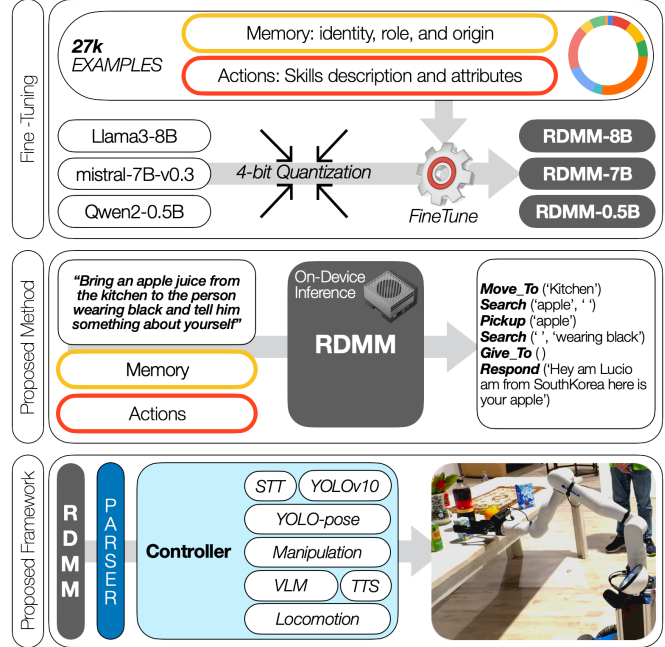 Fine -Tuning
27k
EXAMPLES
Memory: identity, role, and origin
Actions: Skills description and attributes
Llama3-8B
mistral-7B-v0.3
Qwen2-0.5B
4-bit Quantization
FineTune
RDMM-8B
RDMM-7B
RDMM-0.5B
Proposed Method
“Bring an apple juice from
the kitchen to the person
wearing black and tell him
something about yourself”
Memory
Actions
On-Device
Inference
RDMM
Move_To (‘Kitchen’)
Search (‘apple’, ‘ ‘)
Pickup (‘apple’)
Search (‘ ‘, ‘wearing black’)
Give_To ( )
Respond (‘Hey am Lucio
am from SouthKorea here is
your apple’)
Proposed Framework
RDMM
PARSER
Controller
STT
YOLOv10
YOLO-pose
Manipulation
VLM
TTS
Locomotion